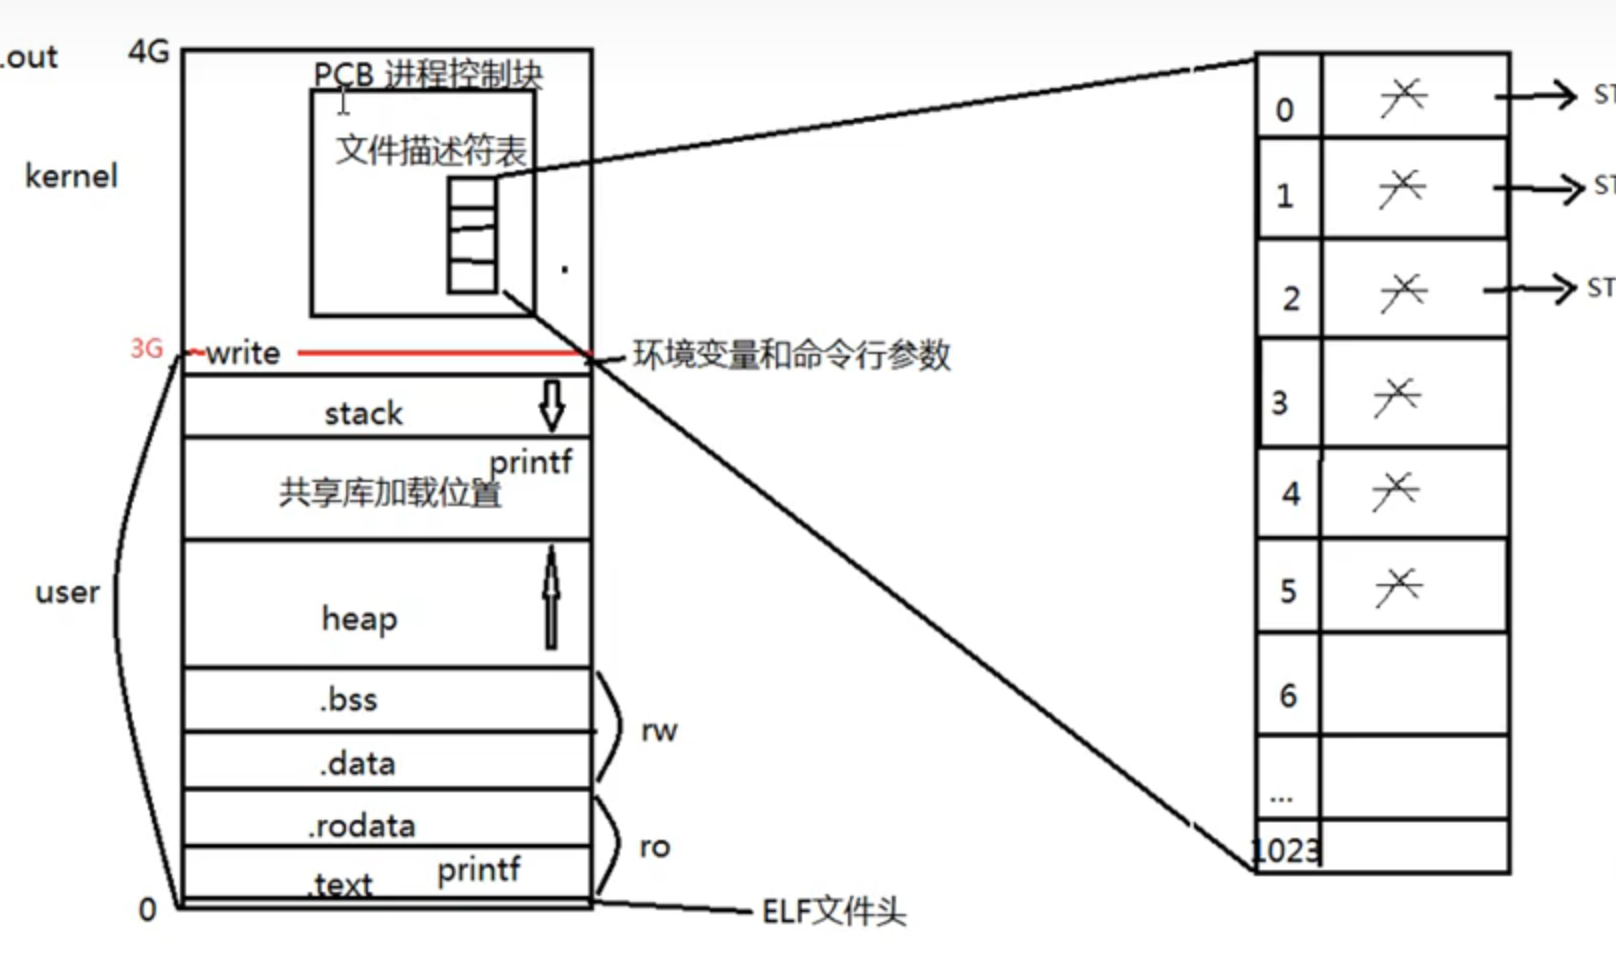 .out
4G
PCB 进程控制块
文件描述符表
kernel
3G
write
环境变量和命令行参数
stack
printf
共享库加载位置
user
heap
.bss
rw
.data
.rodata
ro
.text
printf
0
ELF文件头
0
ST
1
ST
2
ST
3
4
5
6
...
1023